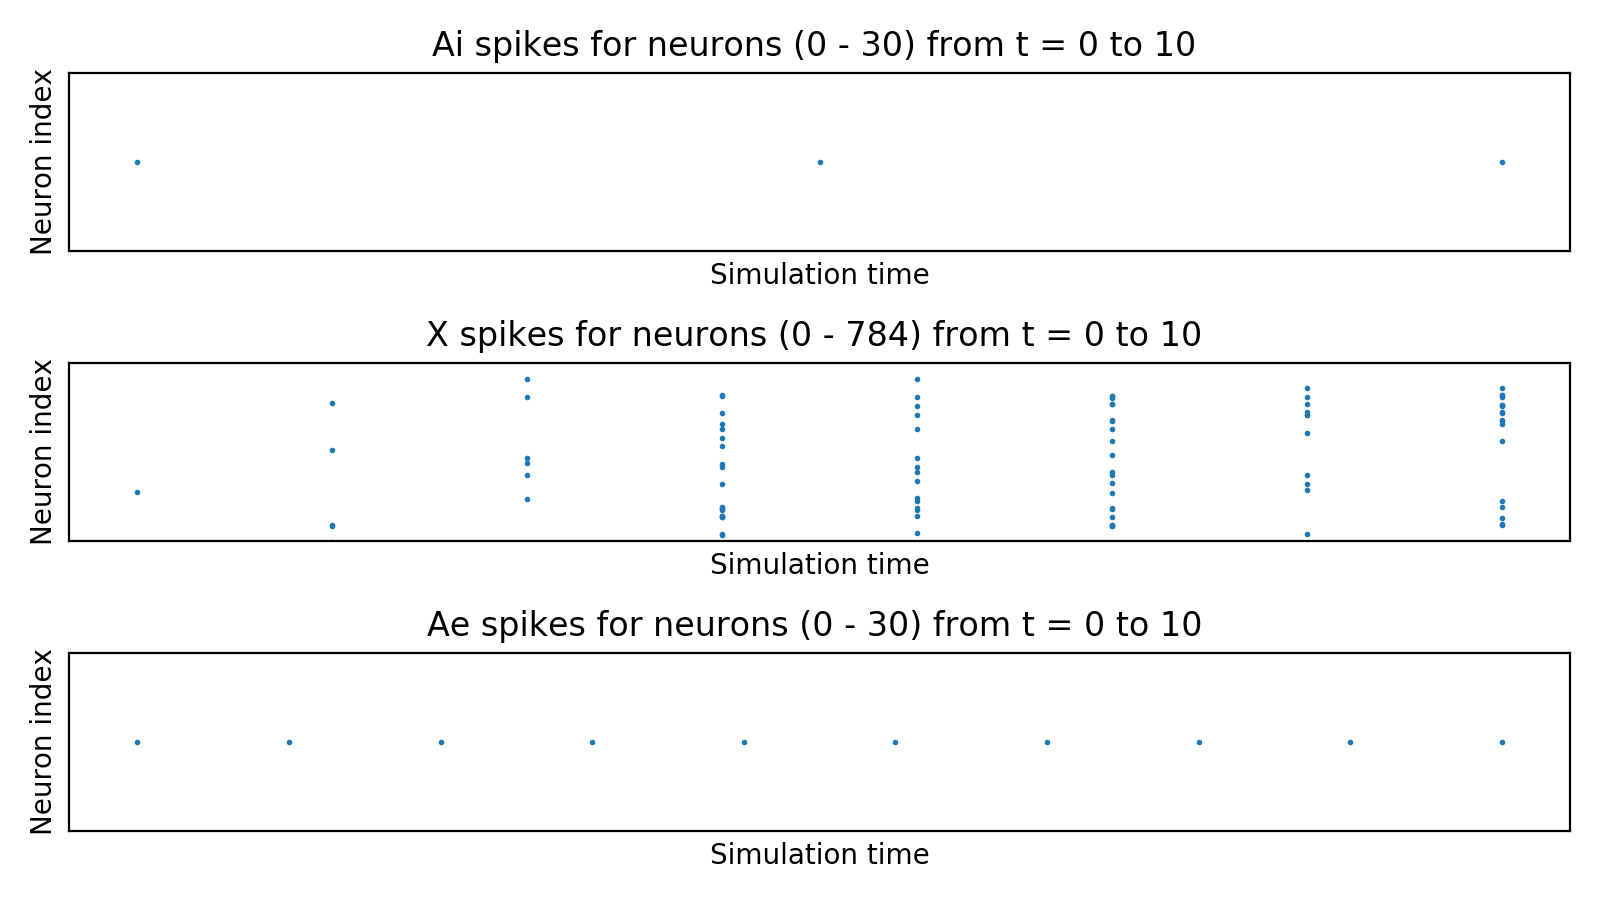 Ai spikes for neurons (0 - 30) from t = 0 to 10
Neuron index
Simulation time
X spikes for neurons (0 - 784) from t = 0 to 10
Neuron index
Simulation time
Ae spikes for neurons (0 - 30) from t = 0 to 10
Neuron index
Simulation time